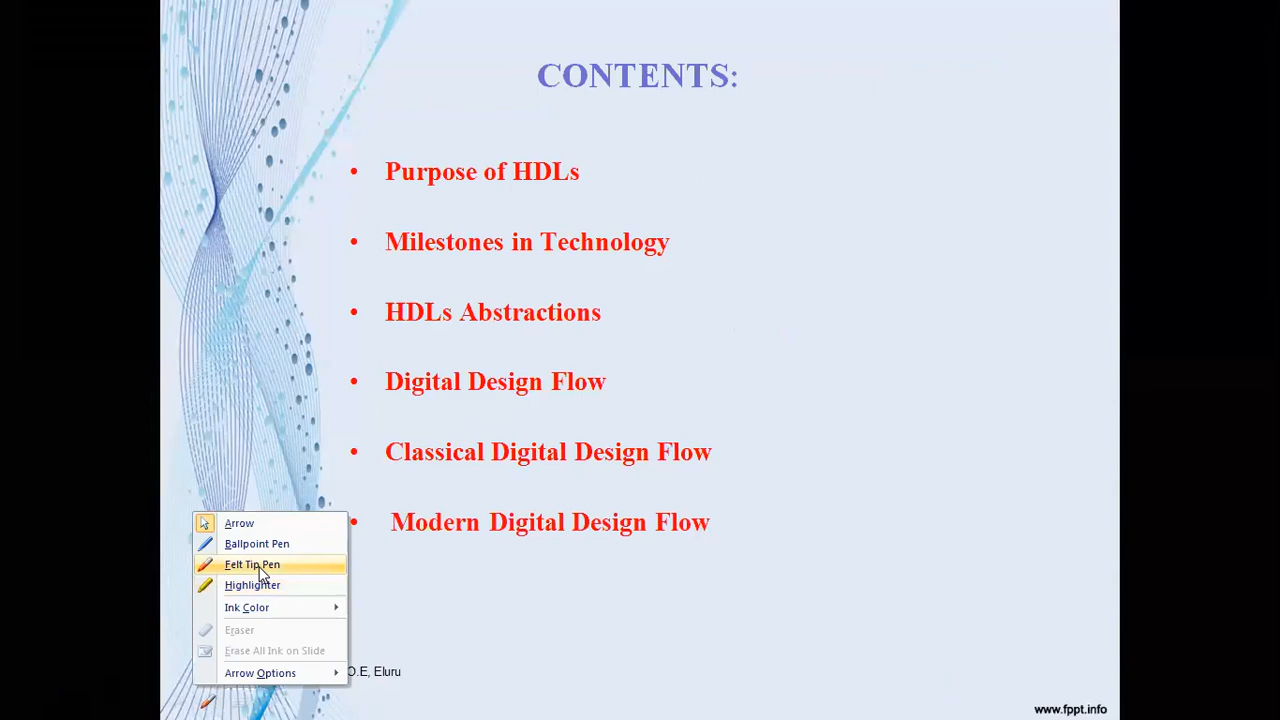 CONTENTS:
• Purpose of HDLs
• Milestones in Technology
• HDLs Abstractions
• Digital Design Flow
• Classical Digital Design Flow
• Modern Digital Design Flow
Arrow
Ballpoint Pen
Felt Tip Pen
Highlighter
Ink Color
Eraser
Erase All Ink on Slide
Arrow Options
O.E, Eluru
www.fppt.info